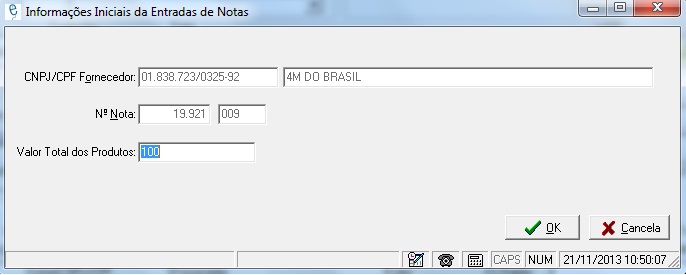 Informações Iniciais da Entradas de Notas
CNPJ/CPF Fornecedor: 01.838.723/0325-92 4M DO BRASIL
Nº Nota: 19.921 009
Valor Total dos Produtos: 100
OK Cancela
CAPS NUM 21/11/2013 10:50:07